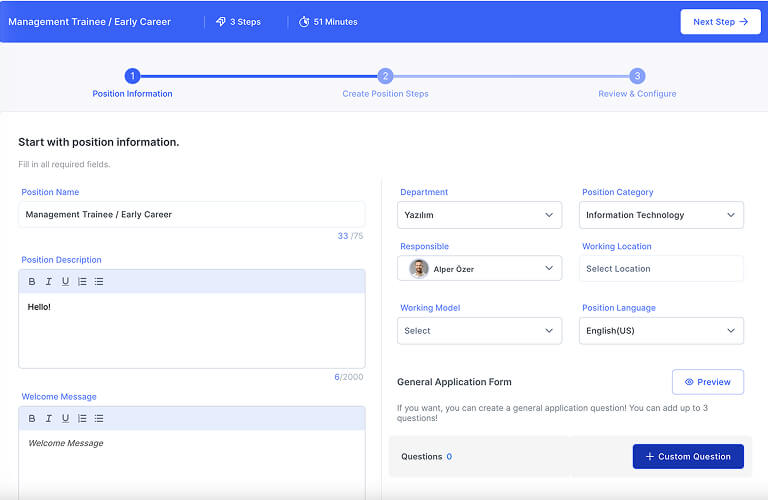 Management Trainee / Early Career
3 Steps
51 Minutes
Next Step →
1
2
3
Position Information
Create Position Steps
Review & Configure
Start with position information.
Fill in all required fields.
Position Name
Management Trainee / Early Career
33 /75
Position Description
B I U
Hello!
6/2000
Welcome Message
B I U
Welcome Message
Department
Yazılım
Position Category
Information Technology
Responsible
Alper Özer
Working Location
Select Location
Working Model
Select
Position Language
English(US)
General Application Form
Preview
If you want, you can create a general application question! You can add up to 3
questions!
Questions 0
+ Custom Question